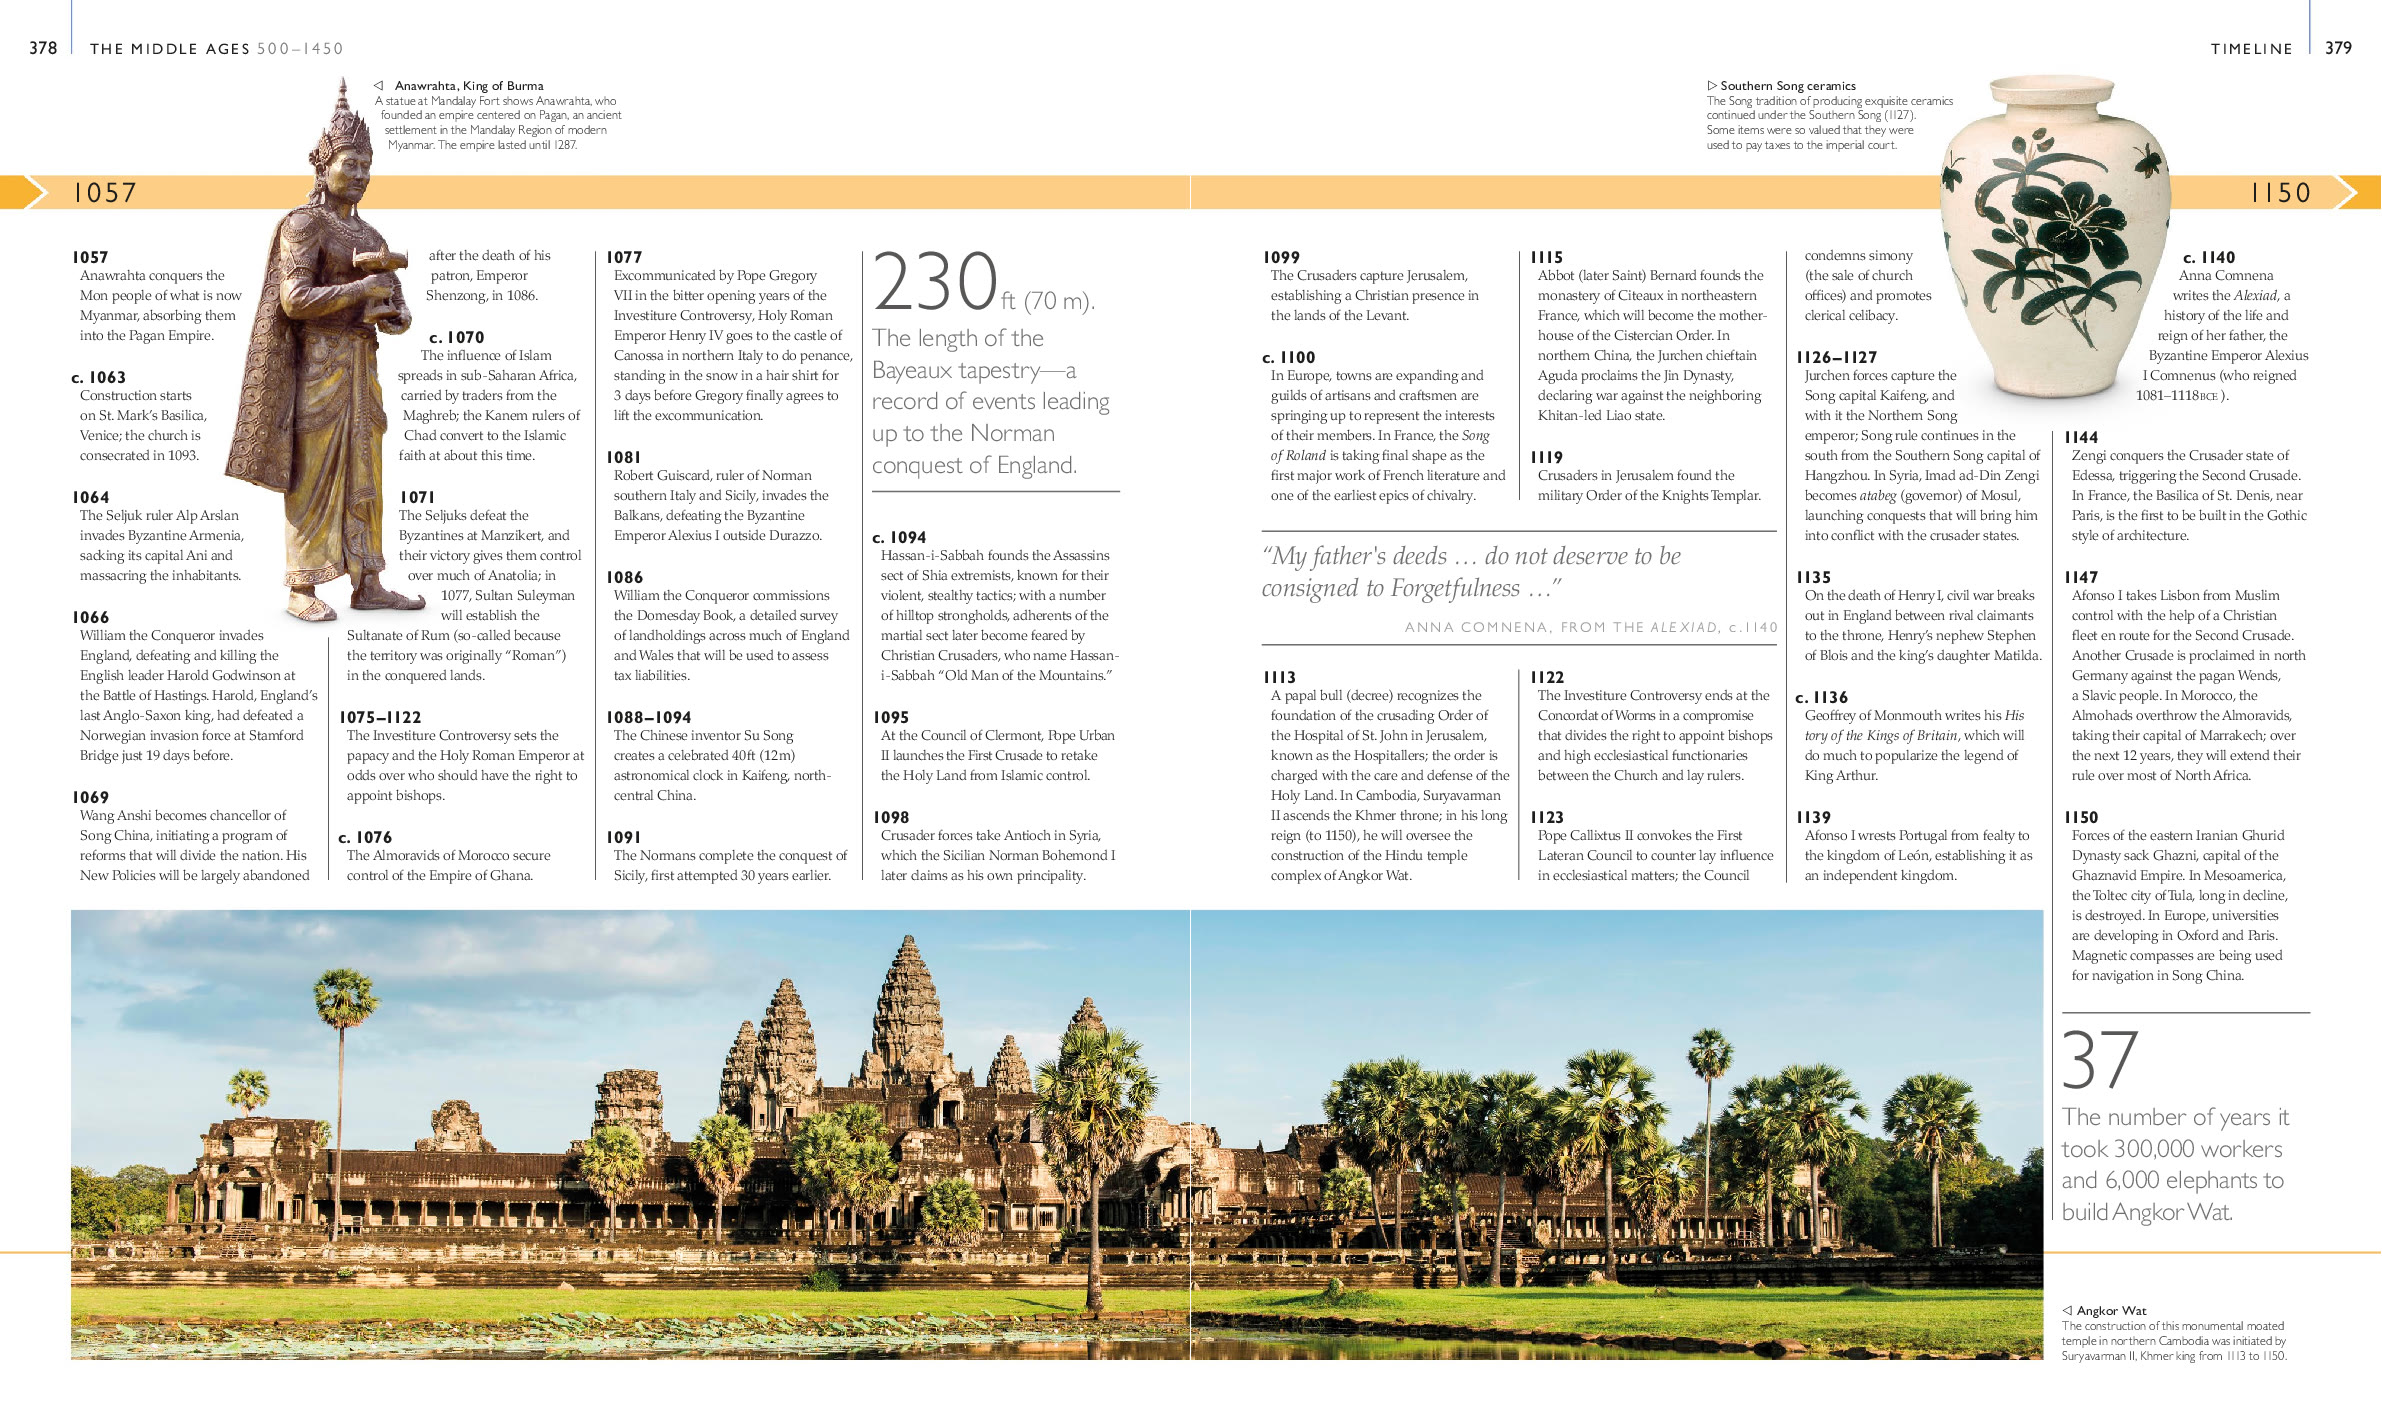 378
THE MIDDLE AGES 500–1450
TIMELINE
379
◁ Anawrahta, King of Burma
A statue at Mandalay Fort shows Anawrahta, who
founded an empire centered on Pagan, an ancient
settlement in the Mandalay Region of modern
Myanmar. The empire lasted until 1287.
▷ Southern Song ceramics
The Song tradition of producing exquisite ceramics
continued under the Southern Song (1127).
Some items were so valued that they were
used to pay taxes to the imperial court.
1057
1150
1057
Anawrahta conquers the
Mon people of what is now
Myanmar, absorbing them
into the Pagan Empire.
c. 1063
Construction starts
on St. Mark’s Basilica,
Venice; the church is
consecrated in 1093.
1064
The Seljuk ruler Alp Arslan
invades Byzantine Armenia,
sacking its capital Ani and
massacring the inhabitants.
1066
William the Conqueror invades
England, defeating and killing the
English leader Harold Godwinson at
the Battle of Hastings. Harold, England’s
last Anglo-Saxon king, had defeated a
Norwegian invasion force at Stamford
Bridge just 19 days before.
1069
Wang Anshi becomes chancellor of
Song China, initiating a program of
reforms that will divide the nation. His
New Policies will be largely abandoned
after the death of his
patron, Emperor
Shenzong, in 1086.
c. 1070
The influence of Islam
spreads in sub-Saharan Africa,
carried by traders from the
Maghreb; the Kanem rulers of
Chad convert to the Islamic
faith at about this time.
1071
The Seljuks defeat the
Byzantines at Manzikert, and
their victory gives them control
over much of Anatolia; in
1077, Sultan Suleyman
will establish the
Sultanate of Rum (so-called because
the territory was originally “Roman”)
in the conquered lands.
1075–1122
The Investiture Controversy sets the
papacy and the Holy Roman Emperor at
odds over who should have the right to
appoint bishops.
c. 1076
The Almoravids of Morocco secure
control of the Empire of Ghana.
1077
Excommunicated by Pope Gregory
VII in the bitter opening years of the
Investiture Controversy, Holy Roman
Emperor Henry IV goes to the castle of
Canossa in northern Italy to do penance,
standing in the snow in a hair shirt for
3 days before Gregory finally agrees to
lift the excommunication.
1081
Robert Guiscard, ruler of Norman
southern Italy and Sicily, invades the
Balkans, defeating the Byzantine
Emperor Alexius I outside Durazzo.
1086
William the Conqueror commissions
the Domesday Book, a detailed survey
of landholdings across much of England
and Wales that will be used to assess
tax liabilities.
1088–1094
The Chinese inventor Su Song
creates a celebrated 40ft (12m)
astronomical clock in Kaifeng, north-
central China.
1091
The Normans complete the conquest of
Sicily, first attempted 30 years earlier.
230 ft (70 m).
The length of the
Bayeaux tapestry—a
record of events leading
up to the Norman
conquest of England.
c. 1094
Hassan-i-Sabbah founds the Assassins
sect of Shia extremists, known for their
violent, stealthy tactics; with a number
of hilltop strongholds, adherents of the
martial sect later become feared by
Christian Crusaders, who name Hassan-
i-Sabbah “Old Man of the Mountains.”
1095
At the Council of Clermont, Pope Urban
II launches the First Crusade to retake
the Holy Land from Islamic control.
1098
Crusader forces take Antioch in Syria,
which the Sicilian Norman Bohemond I
later claims as his own principality.
1099
The Crusaders capture Jerusalem,
establishing a Christian presence in
the lands of the Levant.
c. 1100
In Europe, towns are expanding and
guilds of artisans and craftsmen are
springing up to represent the interests
of their members. In France, the Song
of Roland is taking final shape as the
first major work of French literature and
one of the earliest epics of chivalry.
1115
Abbot (later Saint) Bernard founds the
monastery of Citeaux in northeastern
France, which will become the mother-
house of the Cistercian Order. In
northern China, the Jurchen chieftain
Aguda proclaims the Jin Dynasty,
declaring war against the neighboring
Khitan-led Liao state.
1119
Crusaders in Jerusalem found the
military Order of the Knights Templar.
“My father's deeds … do not deserve to be
consigned to Forgetfulness …”
ANNA COMNENA, FROM THE ALEXIAD, c.1140
1113
A papal bull (decree) recognizes the
foundation of the crusading Order of
the Hospital of St. John in Jerusalem,
known as the Hospitallers; the order is
charged with the care and defense of the
Holy Land. In Cambodia, Suryavarman
II ascends the Khmer throne; in his long
reign (to 1150), he will oversee the
construction of the Hindu temple
complex of Angkor Wat.
1122
The Investiture Controversy ends at the
Concordat of Worms in a compromise
that divides the right to appoint bishops
and high ecclesiastical functionaries
between the Church and lay rulers.
1123
Pope Callixtus II convokes the First
Lateran Council to counter lay influence
in ecclesiastical matters; the Council
condemns simony
(the sale of church
offices) and promotes
clerical celibacy.
1126–1127
Jurchen forces capture the
Song capital Kaifeng, and
with it the Northern Song
emperor; Song rule continues in the
south from the Southern Song capital of
Hangzhou. In Syria, Imad ad-Din Zengi
becomes atabeg (governor) of Mosul,
launching conquests that will bring him
into conflict with the crusader states.
1135
On the death of Henry I, civil war breaks
out in England between rival claimants
to the throne, Henry’s nephew Stephen
of Blois and the king’s daughter Matilda.
c. 1136
Geoffrey of Monmouth writes his His
tory of the Kings of Britain, which will
do much to popularize the legend of
King Arthur.
1139
Afonso I wrests Portugal from fealty to
the kingdom of León, establishing it as
an independent kingdom.
c. 1140
Anna Comnena
writes the Alexiad, a
history of the life and
reign of her father, the
Byzantine Emperor Alexius
I Comnenus (who reigned
1081–1118BCE ).
1144
Zengi conquers the Crusader state of
Edessa, triggering the Second Crusade.
In France, the Basilica of St. Denis, near
Paris, is the first to be built in the Gothic
style of architecture.
1147
Afonso I takes Lisbon from Muslim
control with the help of a Christian
fleet en route for the Second Crusade.
Another Crusade is proclaimed in north
Germany against the pagan Wends,
a Slavic people. In Morocco, the
Almohads overthrow the Almoravids,
taking their capital of Marrakech; over
the next 12 years, they will extend their
rule over most of North Africa.
1150
Forces of the eastern Iranian Ghurid
Dynasty sack Ghazni, capital of the
Ghaznavid Empire. In Mesoamerica,
the Toltec city of Tula, long in decline,
is destroyed. In Europe, universities
are developing in Oxford and Paris.
Magnetic compasses are being used
for navigation in Song China.
37
The number of years it
took 300,000 workers
and 6,000 elephants to
build Angkor Wat.
◁ Angkor Wat
The construction of this monumental moated
temple in northern Cambodia was initiated by
Suryavarman II, Khmer king from 1113 to 1150.